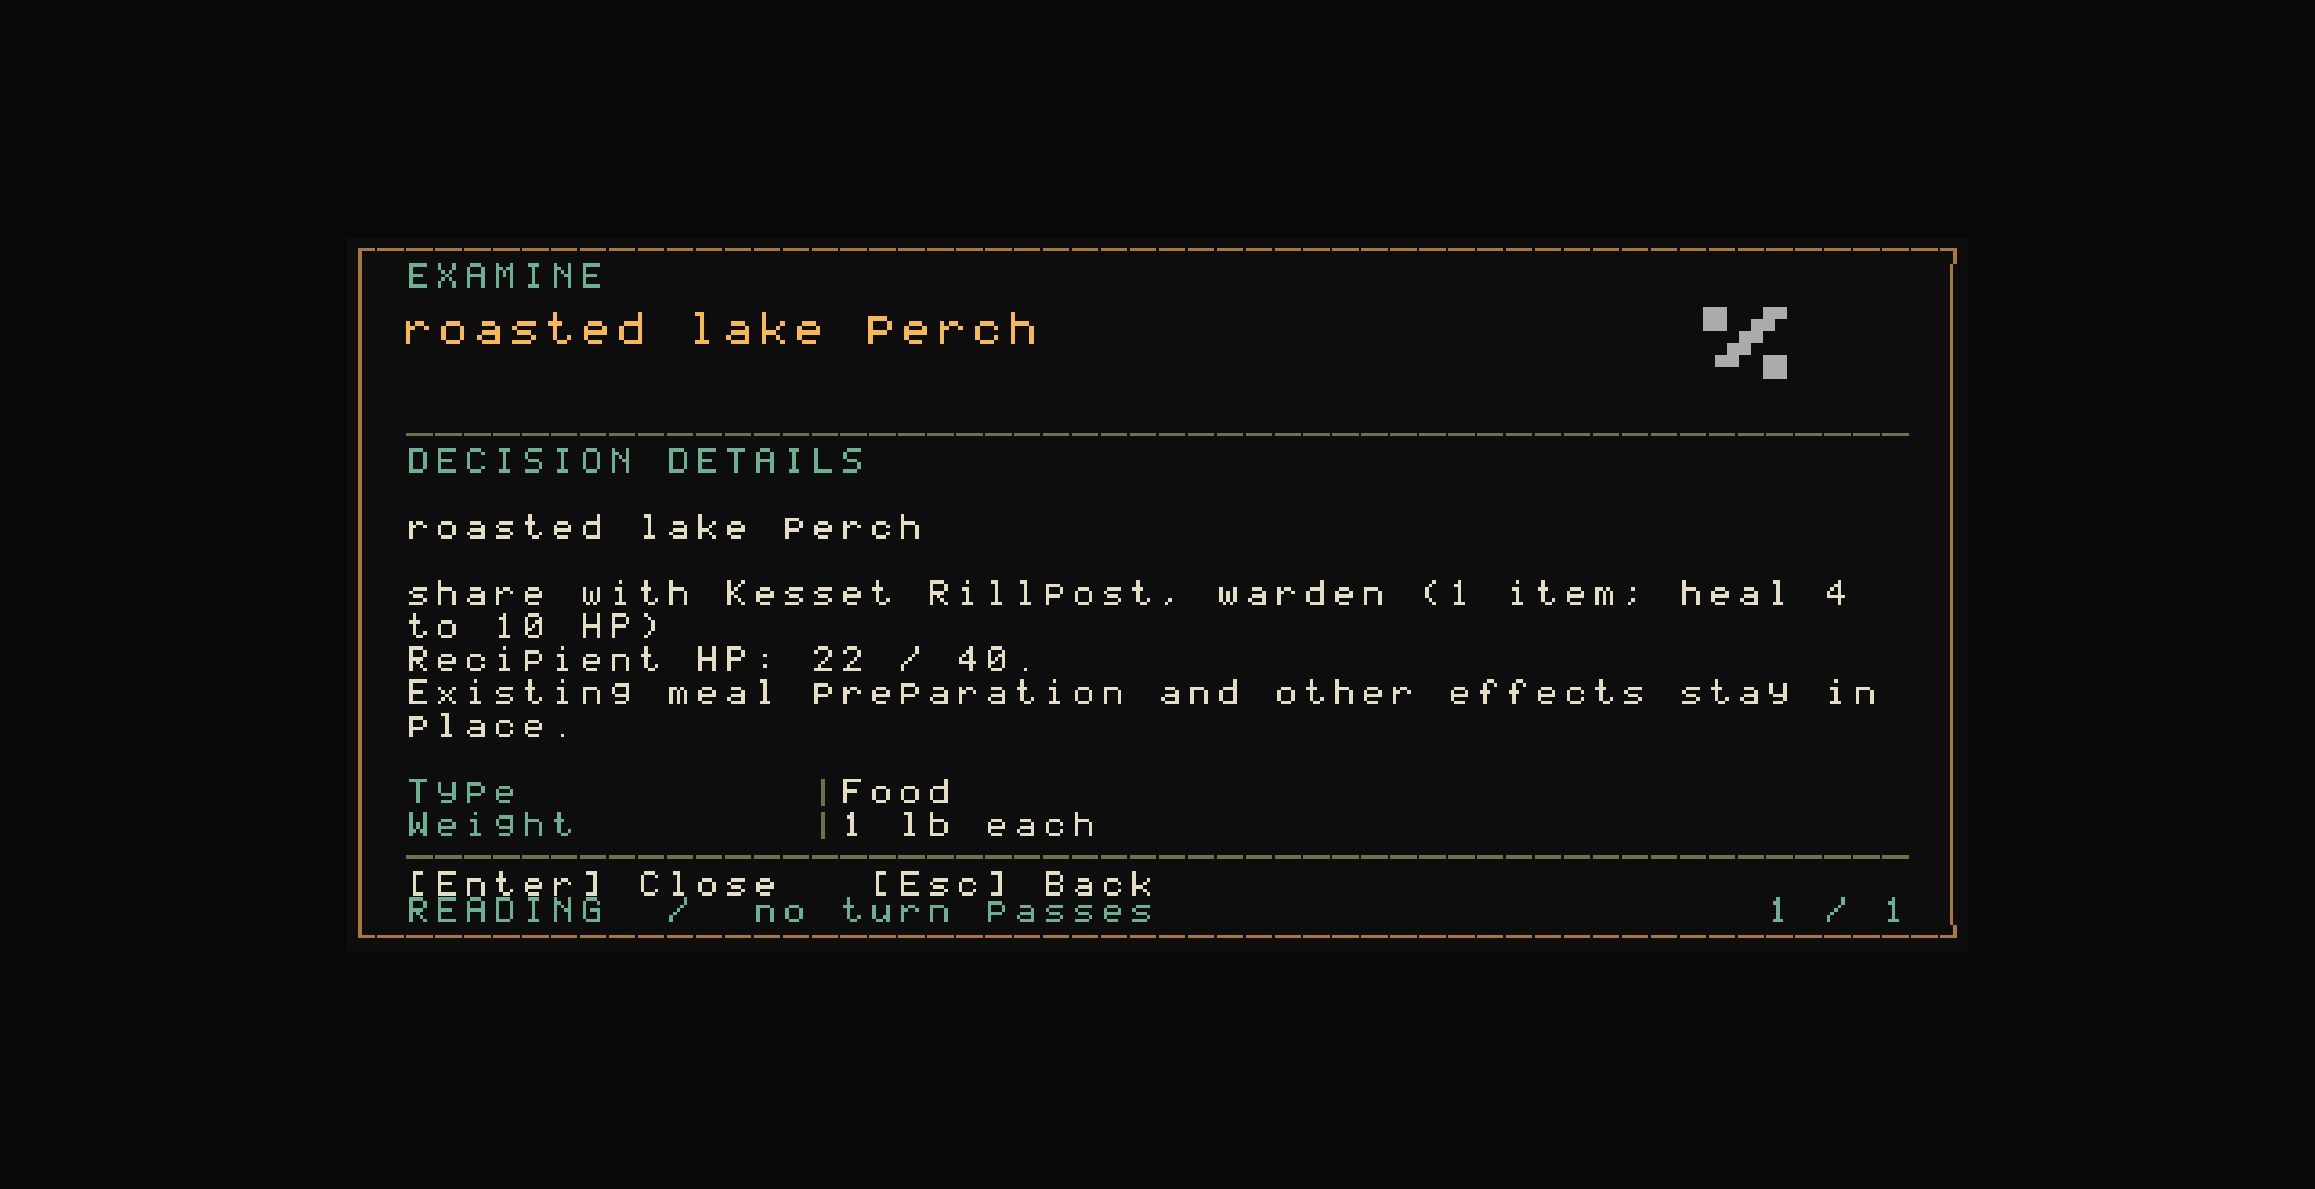 EXAMINE
roasted lake perch
DECISION DETAILS
roasted lake perch
share with Kesset Rillpost, warden (1 item; heal 4
to 10 HP)
Recipient HP: 22 / 40.
Existing meal preparation and other effects stay in
place.
Type |Food
Weight |1 lb each
[Enter] Close [Esc] Back
READING / no turn passes 1 / 1